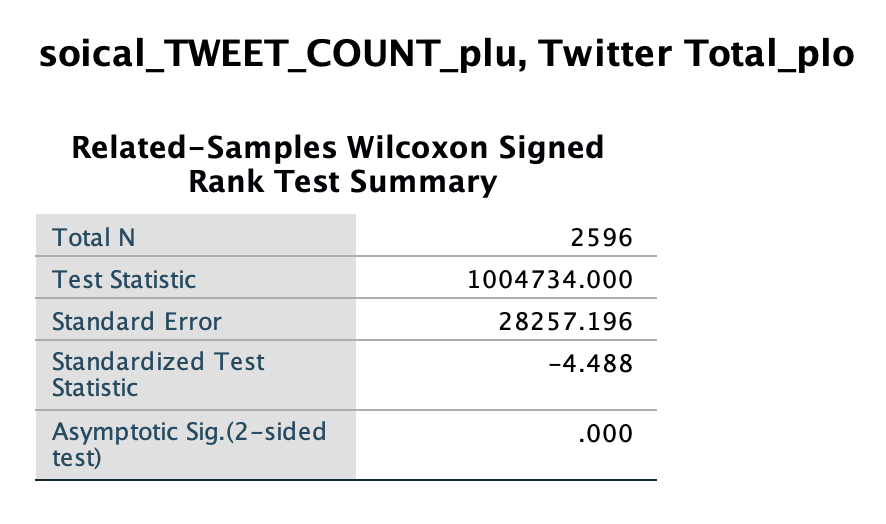 soical_TWEET_COUNT_plu, Twitter Total_plo
Related-Samples Wilcoxon Signed
Rank Test Summary
Total N 2596
Test Statistic 1004734.000
Standard Error 28257.196
Standardized Test
Statistic -4.488
Asymptotic Sig.(2-sided
test) .000